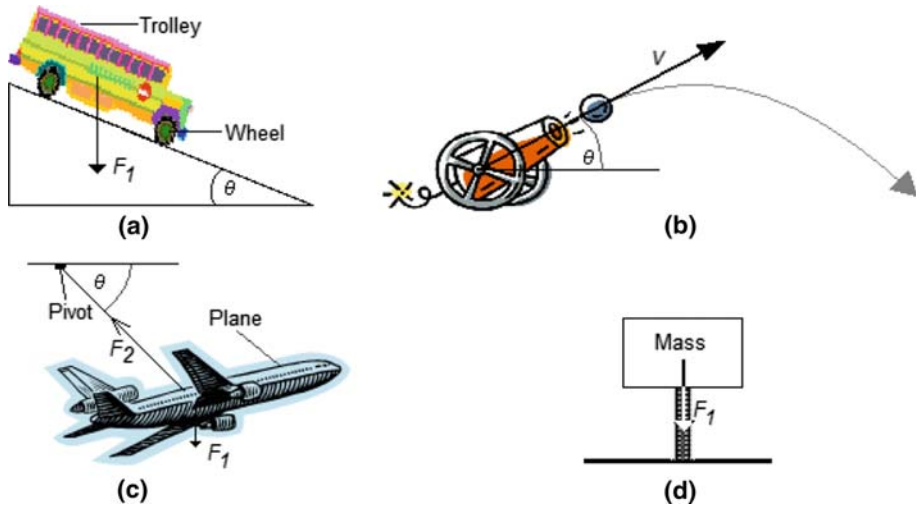 Trolley
Wheel
F1
θ
(a)
v
θ
(b)
θ
Pivot
Plane
F2
F1
(c)
Mass
F1
(d)